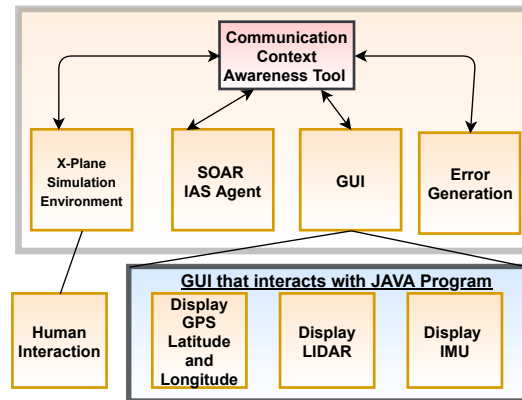 Communication
Context
Awareness Tool
X-Plane
Simulation
Environment
SOAR
IAS Agent
GUI
Error
Generation
GUI that interacts with JAVA Program
Human
Interaction
Display
GPS
Latitude
and
Longitude
Display
LIDAR
Display
IMU